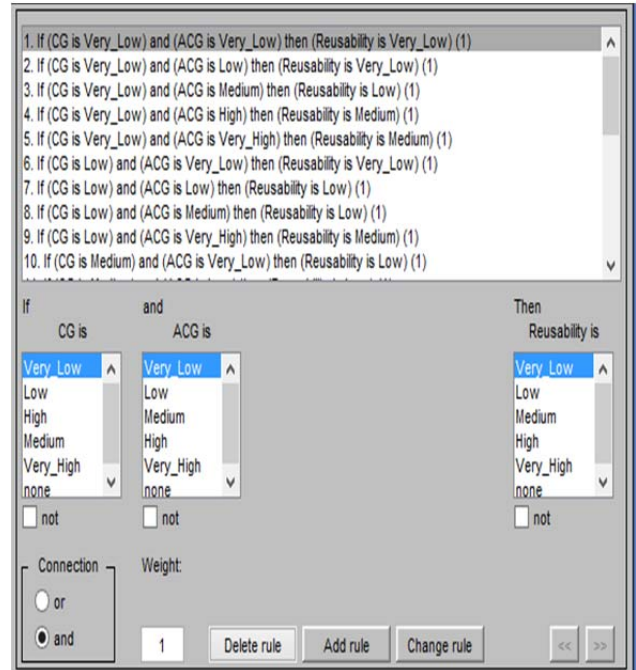 1. If (CG is Very_Low) and (ACG is Very_Low) then (Reusability is Very_Low) (1)
2. If (CG is Very_Low) and (ACG is Low) then (Reusability is Very_Low) (1)
3. If (CG is Very_Low) and (ACG is Medium) then (Reusability is Low) (1)
4. If (CG is Very_Low) and (ACG is High) then (Reusability is Medium) (1)
5. If (CG is Very_Low) and (ACG is Very_High) then (Reusability is Medium) (1)
6. If (CG is Low) and (ACG is Very_Low) then (Reusability is Very_Low) (1)
7. If (CG is Low) and (ACG is Low) then (Reusability is Low) (1)
8. If (CG is Low) and (ACG is Medium) then (Reusability is Low) (1)
9. If (CG is Low) and (ACG is Very_High) then (Reusability is Medium) (1)
10. If (CG is Medium) and (ACG is Very_Low) then (Reusability is Low) (1)
If
CG is
Very_Low
Low
High
Medium
Very_High
none
not
and
ACG is
Very_Low
Low
Medium
High
Very_High
none
not
Then
Reusability is
Very_Low
Low
Medium
High
Very_High
none
not
Connection
or
and
Weight:
1
Delete rule
Add rule
Change rule
<<
>>